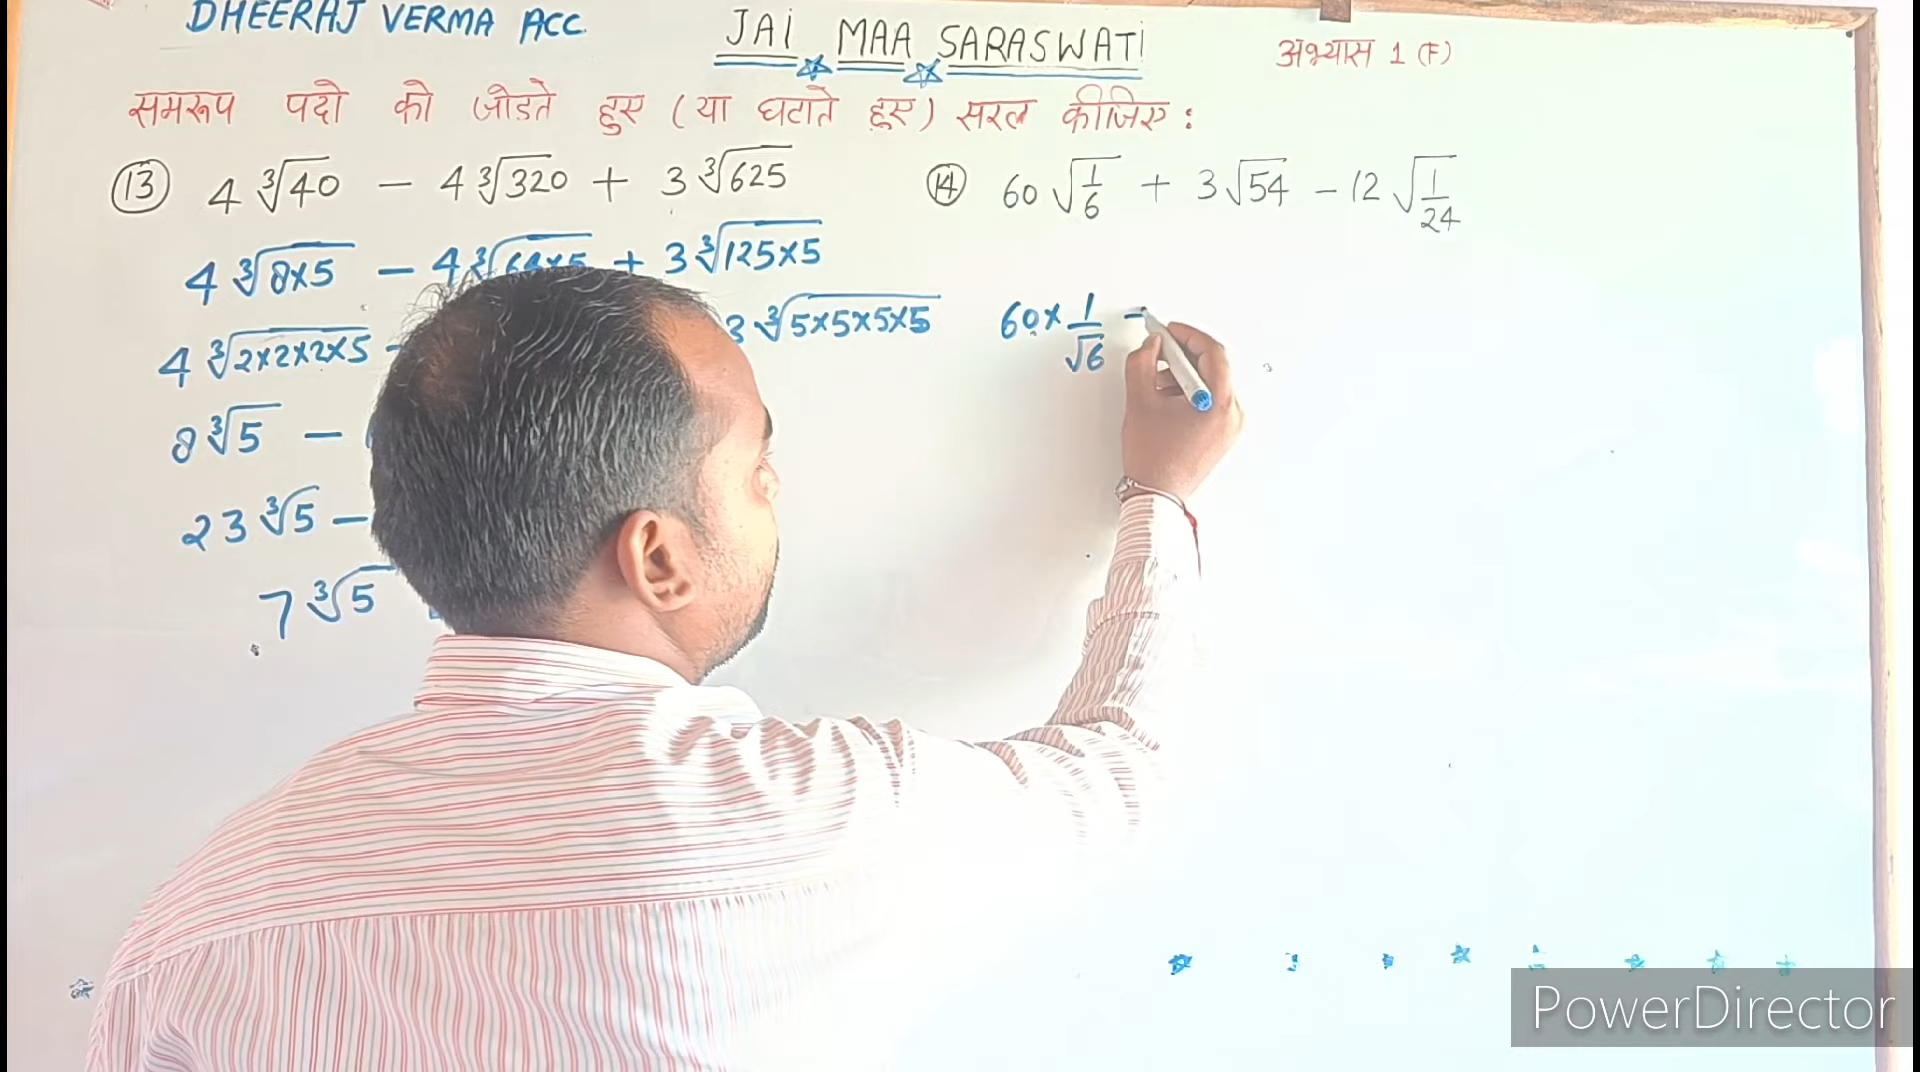 DHEERAJ VERMA ACC.
JAI MAA SARASWATI
अभ्यास 1 (F)
समरूप पदो को जोडते हुए (या घटाते हुए) सरल कीजिए :
(13) 4 ∛40 − 4 ∛320 + 3 ∛625
4 ∛8×5 − 4 ∛64×5 + 3 ∛125×5
4 ∛2×2×2×5 − 3 ∛5×5×5×5
8 ∛5 −
23 ∛5 −
7 ∛5
(14) 60 √1/6 + 3√54 − 12 √1/24
60 × 1/√6 −
PowerDirector